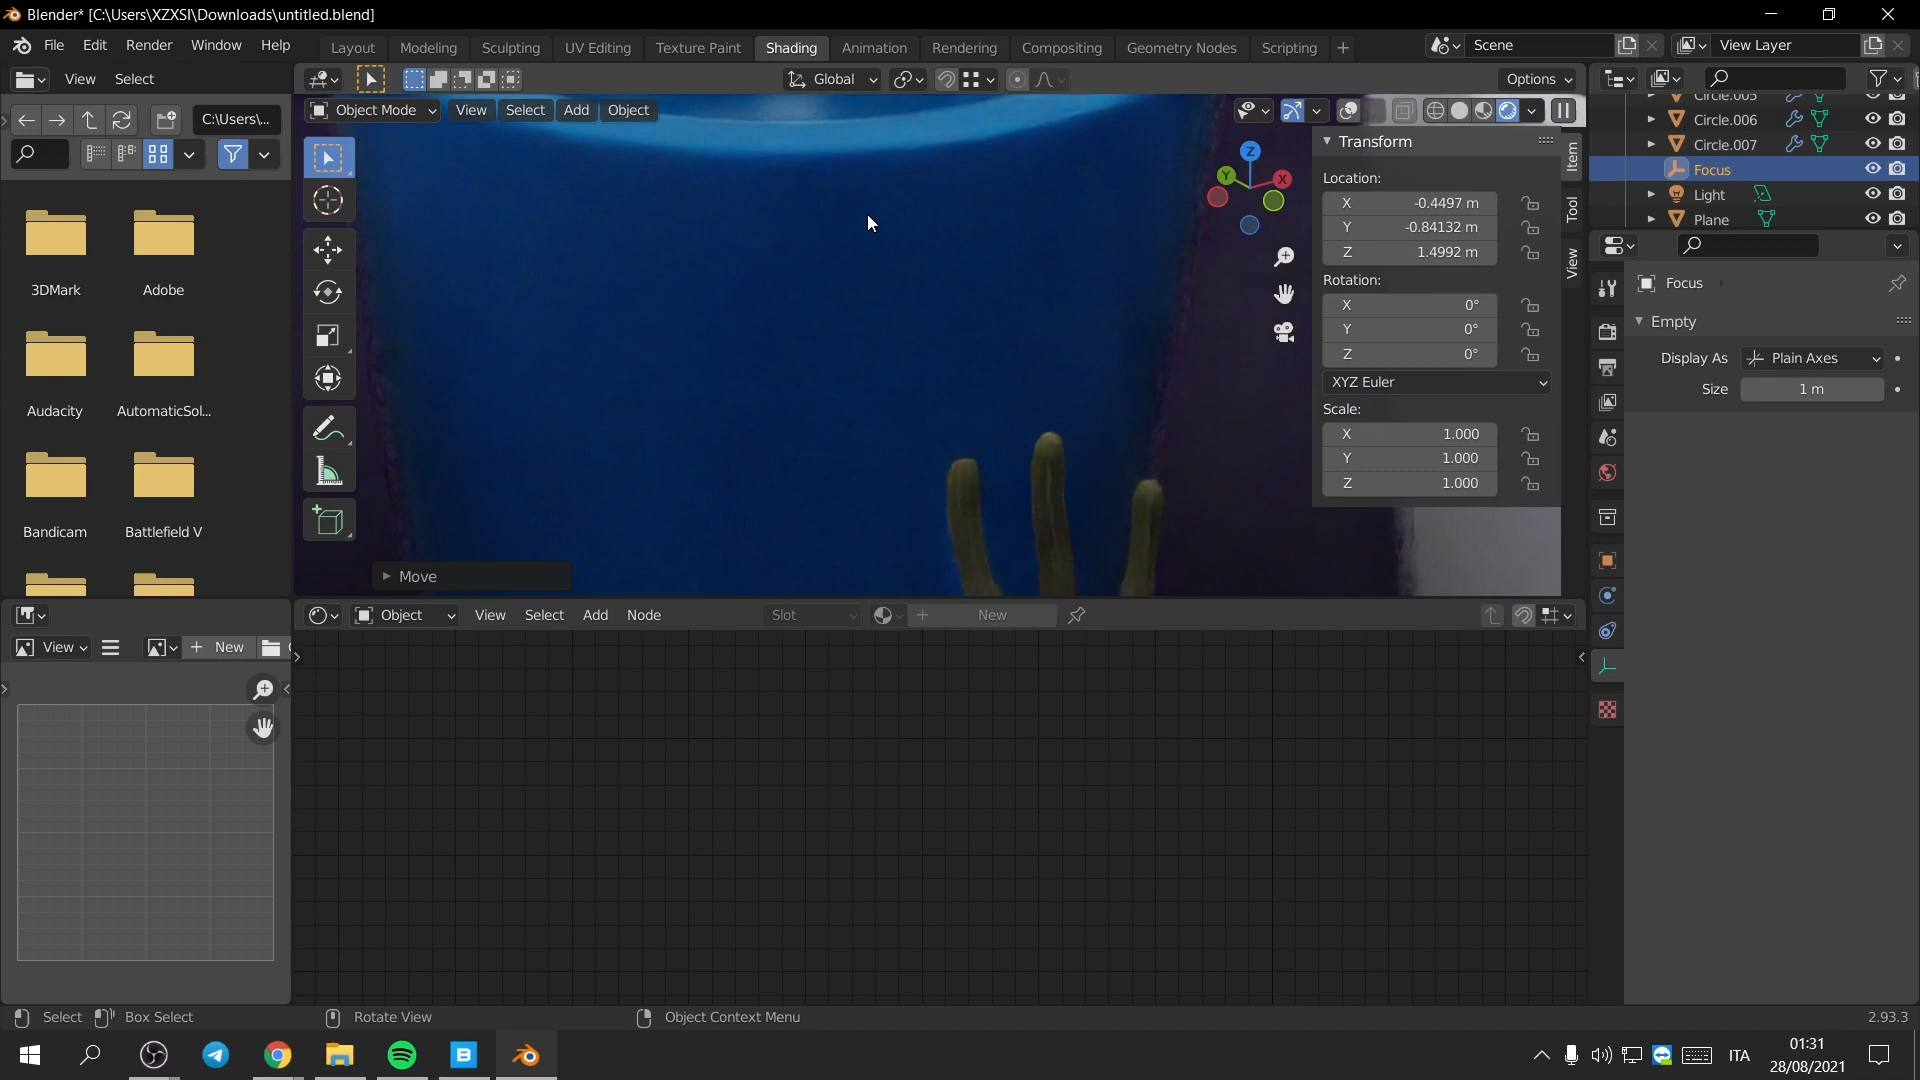 Blender* [C:\Users\XZXSI\Downloads\untitled.blend]
File Edit Render Window Help
Layout Modeling Sculpting UV Editing Texture Paint Shading Animation Rendering Compositing Geometry Nodes Scripting +
Scene
View Layer
View Select
Global
Options
C:\Users\...
Object Mode View Select Add Object
3DMark
Adobe
Audacity
AutomaticSol...
Bandicam
Battlefield V
Z
Y
X
Transform
Location:
X -0.4497 m
Y -0.84132 m
Z 1.4992 m
Rotation:
X 0°
Y 0°
Z 0°
XYZ Euler
Scale:
X 1.000
Y 1.000
Z 1.000
Item
Tool
View
Move
Circle.005
Circle.006
Circle.007
Focus
Light
Plane
Focus
Empty
Display As Plain Axes
Size 1 m
View + New
Object View Select Add Node
Slot
+ New
Select Box Select Rotate View Object Context Menu
2.93.3
ITA
01:31
28/08/2021